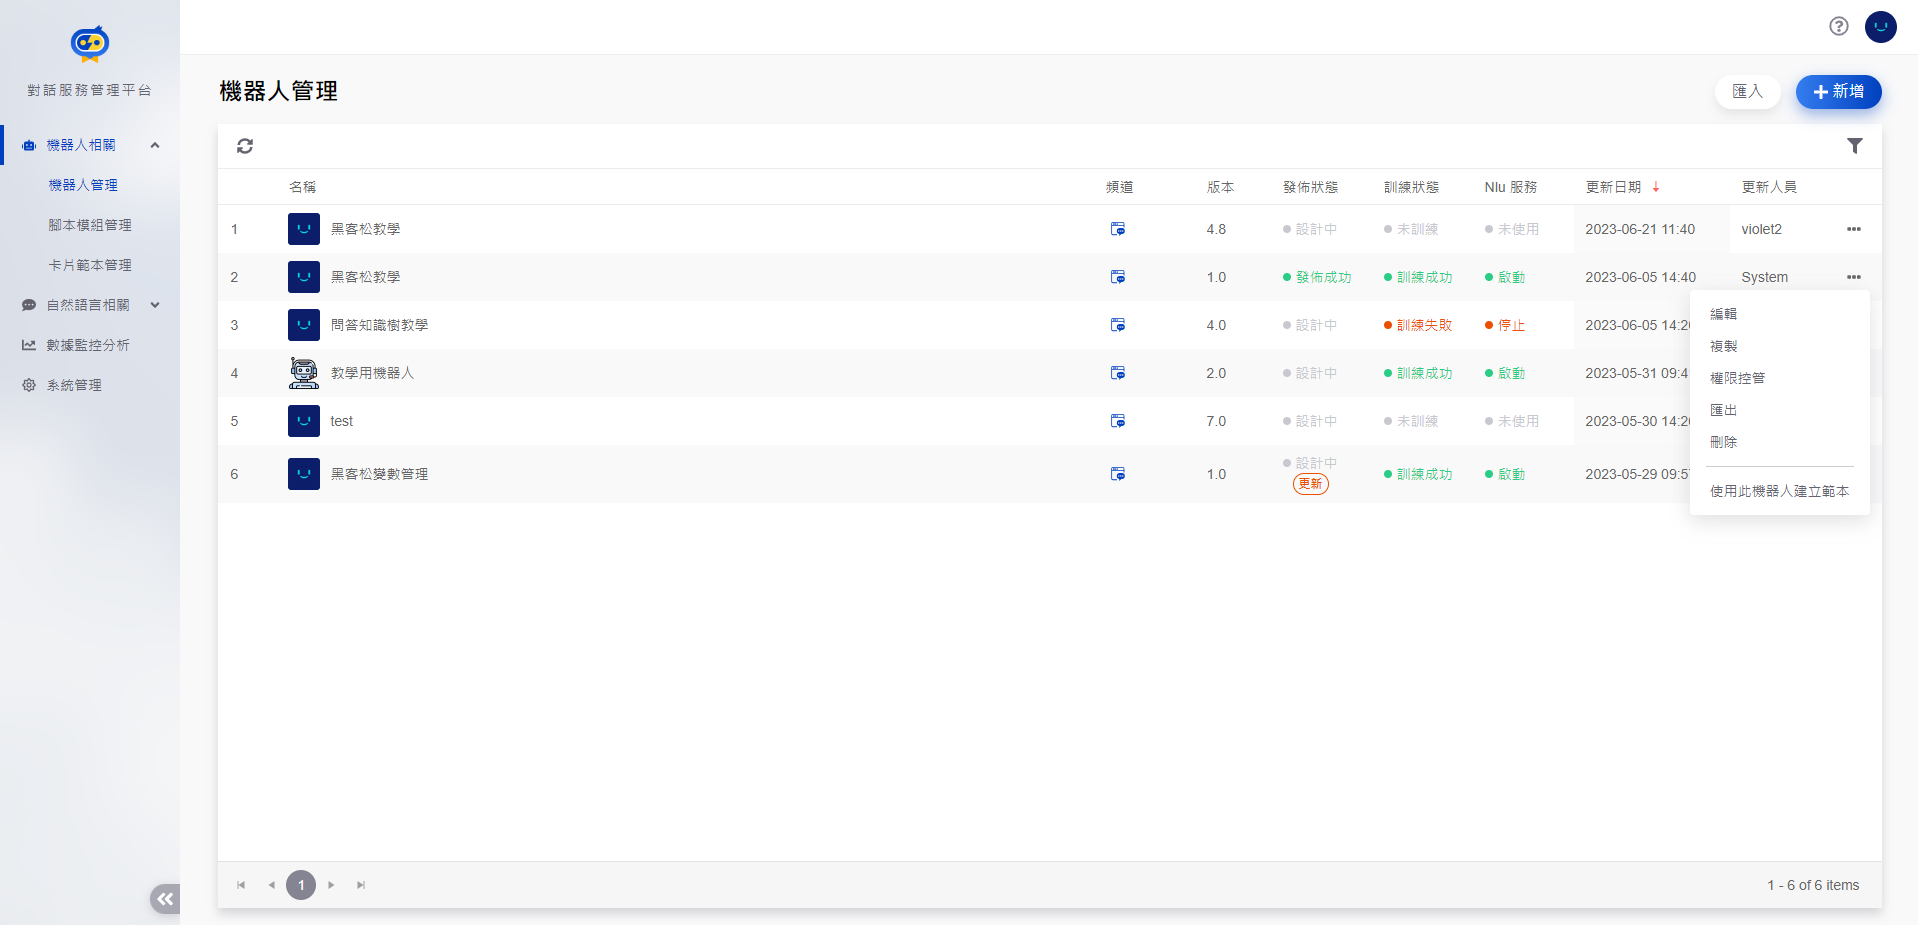 對話服務管理平台
機器人相關
機器人管理
腳本模組管理
卡片範本管理
自然語言相關
數據監控分析
系統管理
機器人管理
匯入
新增
名稱 頻道 版本 發佈狀態 訓練狀態 Nlu 服務 更新日期 更新人員
1 黑客松教學 4.8 設計中 未訓練 未使用 2023-06-21 11:40 violet2
2 黑客松教學 1.0 發佈成功 訓練成功 啟動 2023-06-05 14:40 System
3 問答知識樹教學 4.0 設計中 訓練失敗 停止 2023-06-05 14:2
4 教學用機器人 2.0 設計中 訓練成功 啟動 2023-05-31 09:4
5 test 7.0 設計中 未訓練 未使用 2023-05-30 14:2
6 黑客松變數管理 1.0 設計中 訓練成功 啟動 2023-05-29 09:5
更新
編輯
複製
權限控管
匯出
刪除
使用此機器人建立範本
1
1 - 6 of 6 items